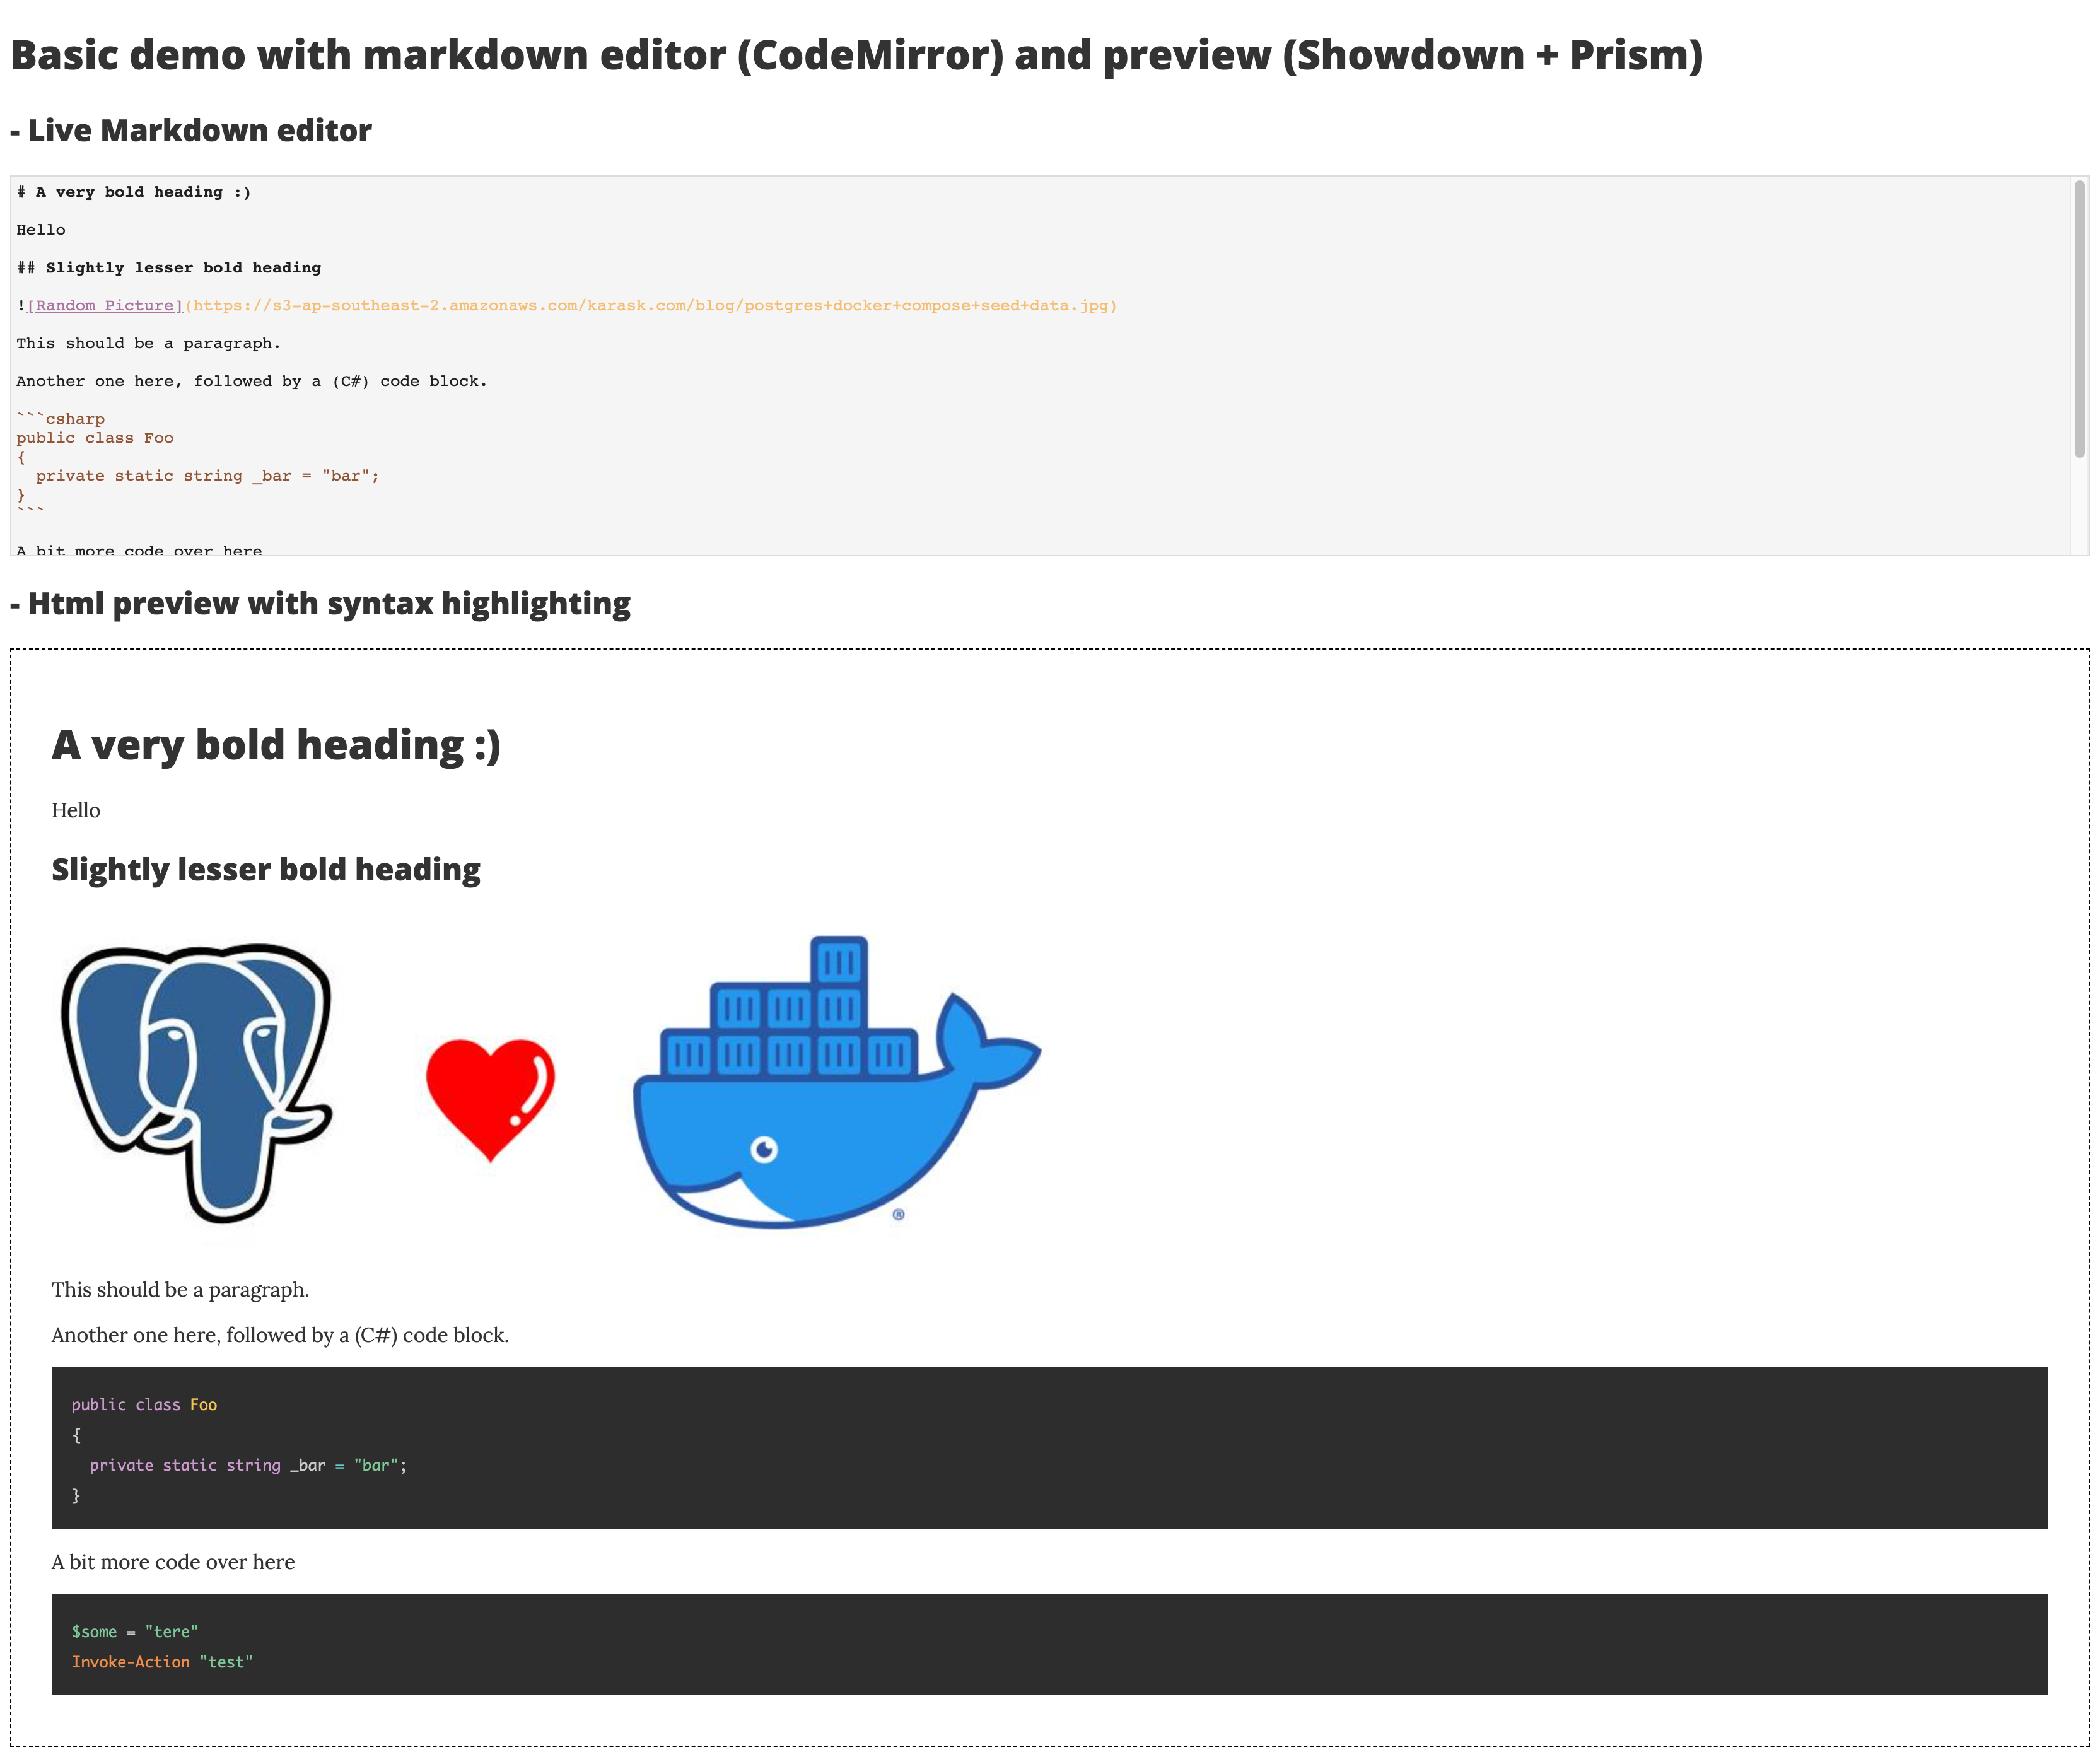 Basic demo with markdown editor (CodeMirror) and preview (Showdown + Prism)
- Live Markdown editor
# A very bold heading :)
Hello
## Slightly lesser bold heading
![Random Picture](https://s3-ap-southeast-2.amazonaws.com/karask.com/blog/postgres+docker+compose+seed+data.jpg)
This should be a paragraph.
Another one here, followed by a (C#) code block.
```csharp
public class Foo
{
  private static string _bar = "bar";
}
```
A bit more code over here
- Html preview with syntax highlighting
A very bold heading :)
Hello
Slightly lesser bold heading
®
This should be a paragraph.
Another one here, followed by a (C#) code block.
public class Foo
{
  private static string _bar = "bar";
}
A bit more code over here
$some = "tere"
Invoke-Action "test"